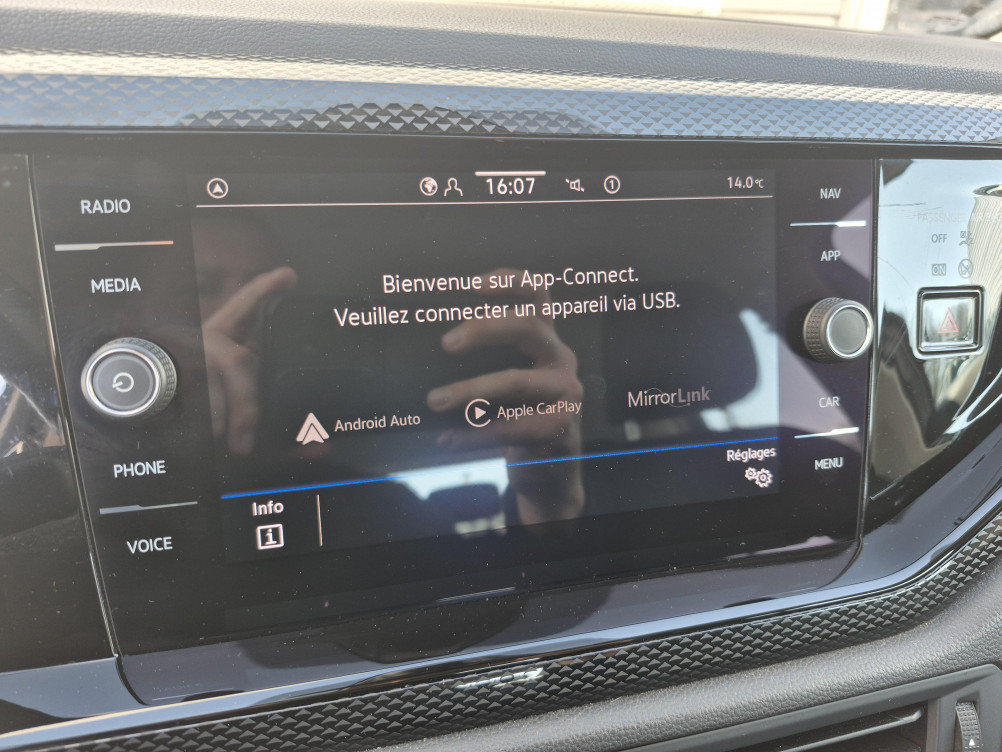 RADIO
MEDIA
PHONE
VOICE
16:07
1
14.0°C
Bienvenue sur App-Connect.
Veuillez connecter un appareil via USB.
Android Auto
Apple CarPlay
MirrorLink
Réglages
Info
i
NAV
APP
CAR
MENU
OFF
ON